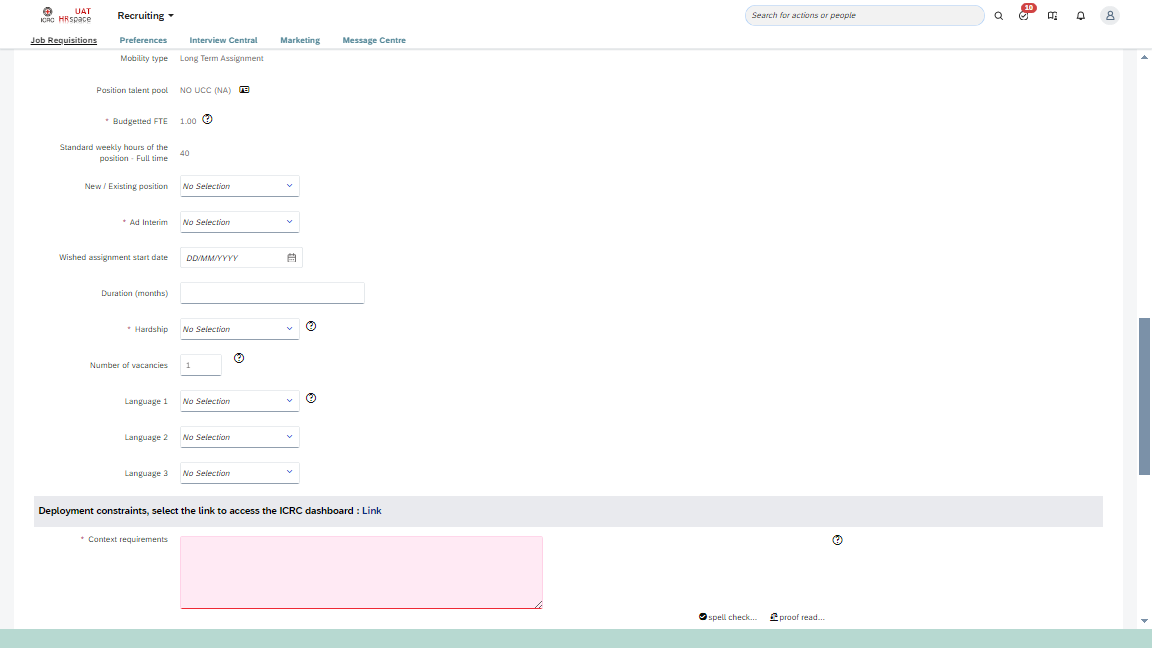 ICRC
UAT
HRspace
Recruiting
Search for actions or people
10
Job Requisitions
Preferences
Interview Central
Marketing
Message Centre
Mobility type Long Term Assignment
Position talent pool NO UCC (NA)
* Budgetted FTE 1.00
Standard weekly hours of the
position - Full time
40
New / Existing position No Selection
* Ad Interim No Selection
Wished assignment start date DD/MM/YYYY
Duration (months)
* Hardship No Selection
Number of vacancies 1
Language 1 No Selection
Language 2 No Selection
Language 3 No Selection
Deployment constraints, select the link to access the ICRC dashboard : Link
* Context requirements
spell check... proof read...